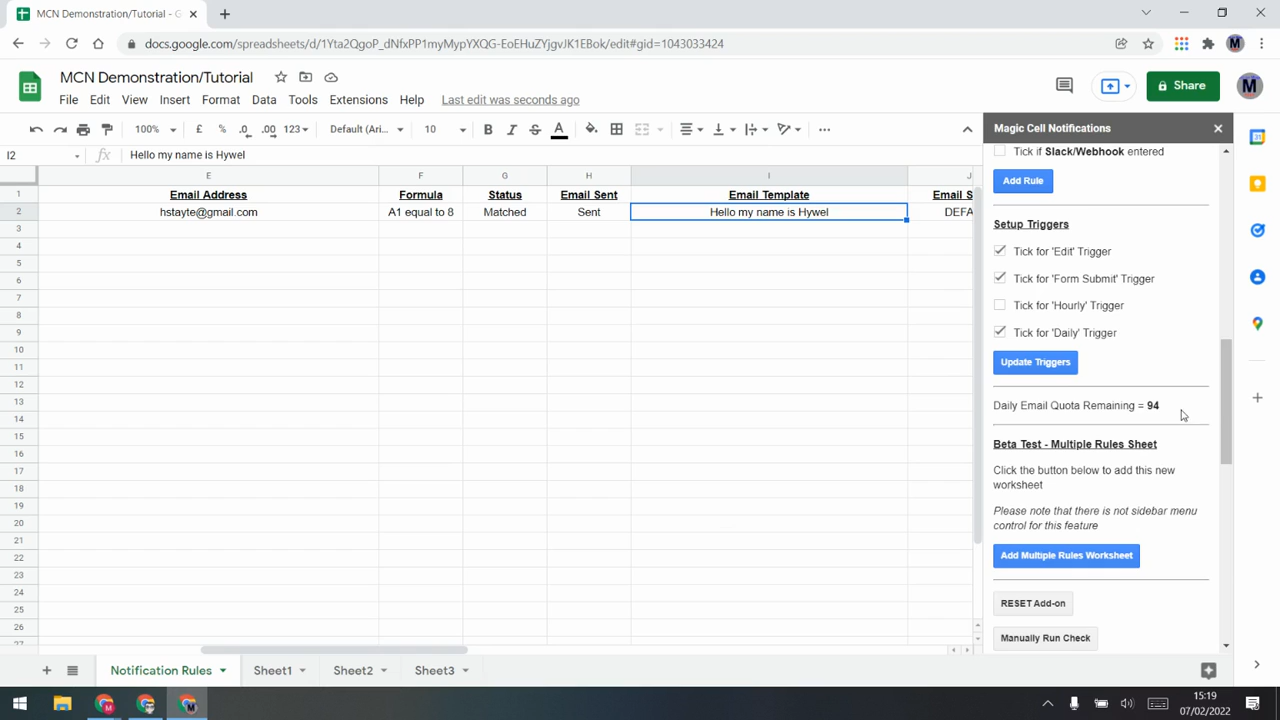 MCN Demonstration/Tutorial - G
docs.google.com/spreadsheets/d/1Yta2QgoP_dNfxPP1myMypYXoG-EoEHuZYjgvJK1EBok/edit#gid=1043033424
MCN Demonstration/Tutorial
Share
File Edit View Insert Format Data Tools Extensions Help Last edit was seconds ago
100% £ % .0 .00 123 Default (Ari... 10 B I S A
Magic Cell Notifications
I2 fx Hello my name is Hywel
Tick if Slack/Webhook entered
E F G H I J
Add Rule
1 Email Address Formula Status Email Sent Email Template Email S
2 hstayte@gmail.com A1 equal to 8 Matched Sent Hello my name is Hywel DEFA
3
4
5
6
7
8
9
10
11
12
13
14
15
16
17
18
19
20
21
22
23
24
25
26
27
Setup Triggers
Tick for 'Edit' Trigger
Tick for 'Form Submit' Trigger
Tick for 'Hourly' Trigger
Tick for 'Daily' Trigger
Update Triggers
Daily Email Quota Remaining = 94
Beta Test - Multiple Rules Sheet
Click the button below to add this new
worksheet
Please note that there is not sidebar menu
control for this feature
Add Multiple Rules Worksheet
RESET Add-on
Manually Run Check
Notification Rules Sheet1 Sheet2 Sheet3
15:19
07/02/2022